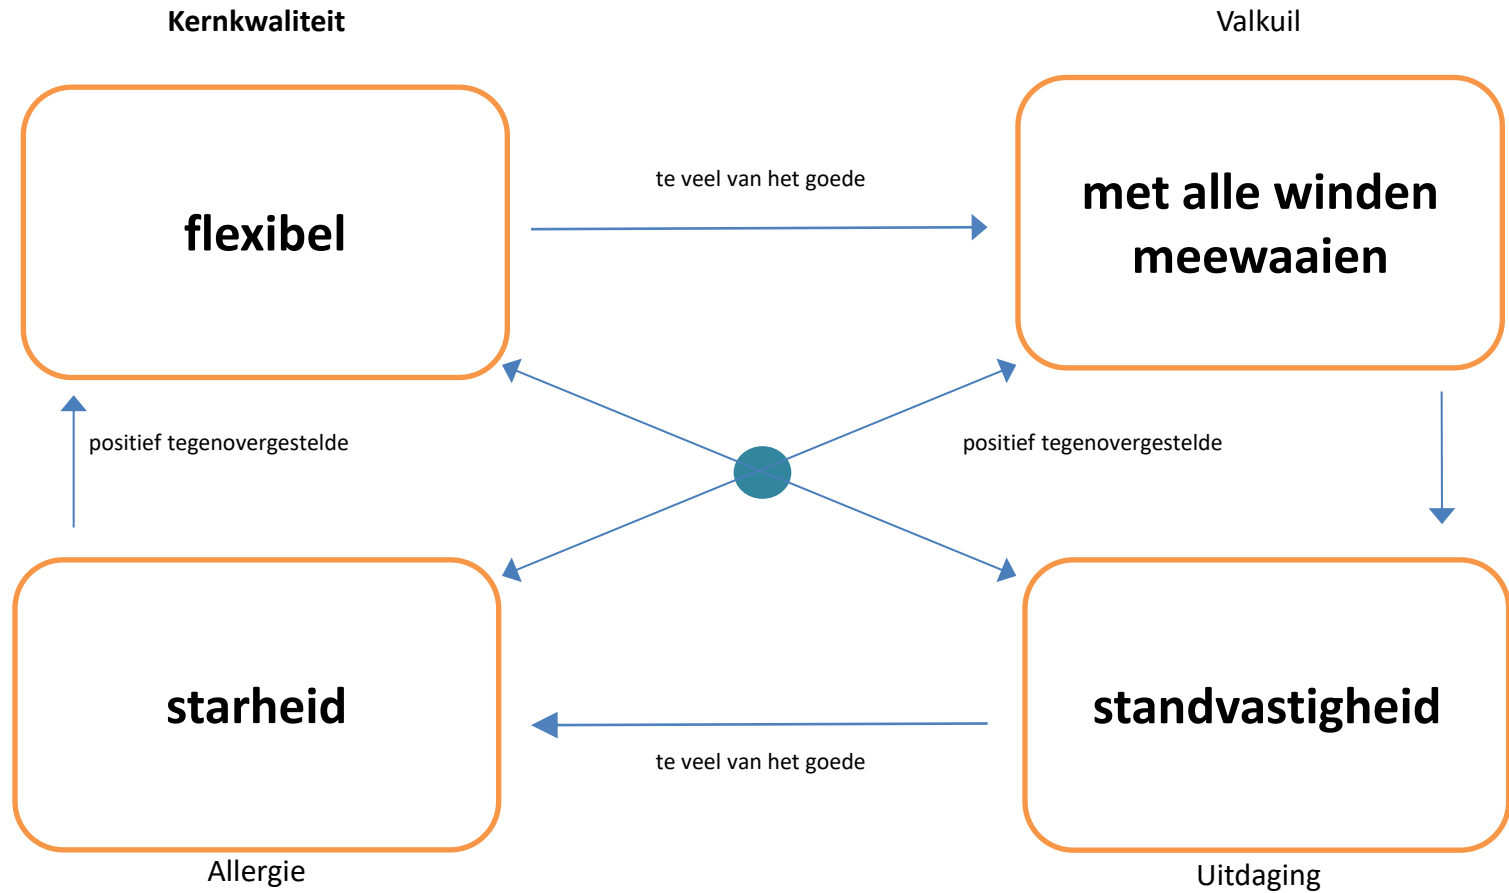 Kernkwaliteit
Valkuil
flexibel
te veel van het goede
met alle winden
meewaaien
positief tegenovergestelde
positief tegenovergestelde
starheid
te veel van het goede
standvastigheid
Allergie
Uitdaging